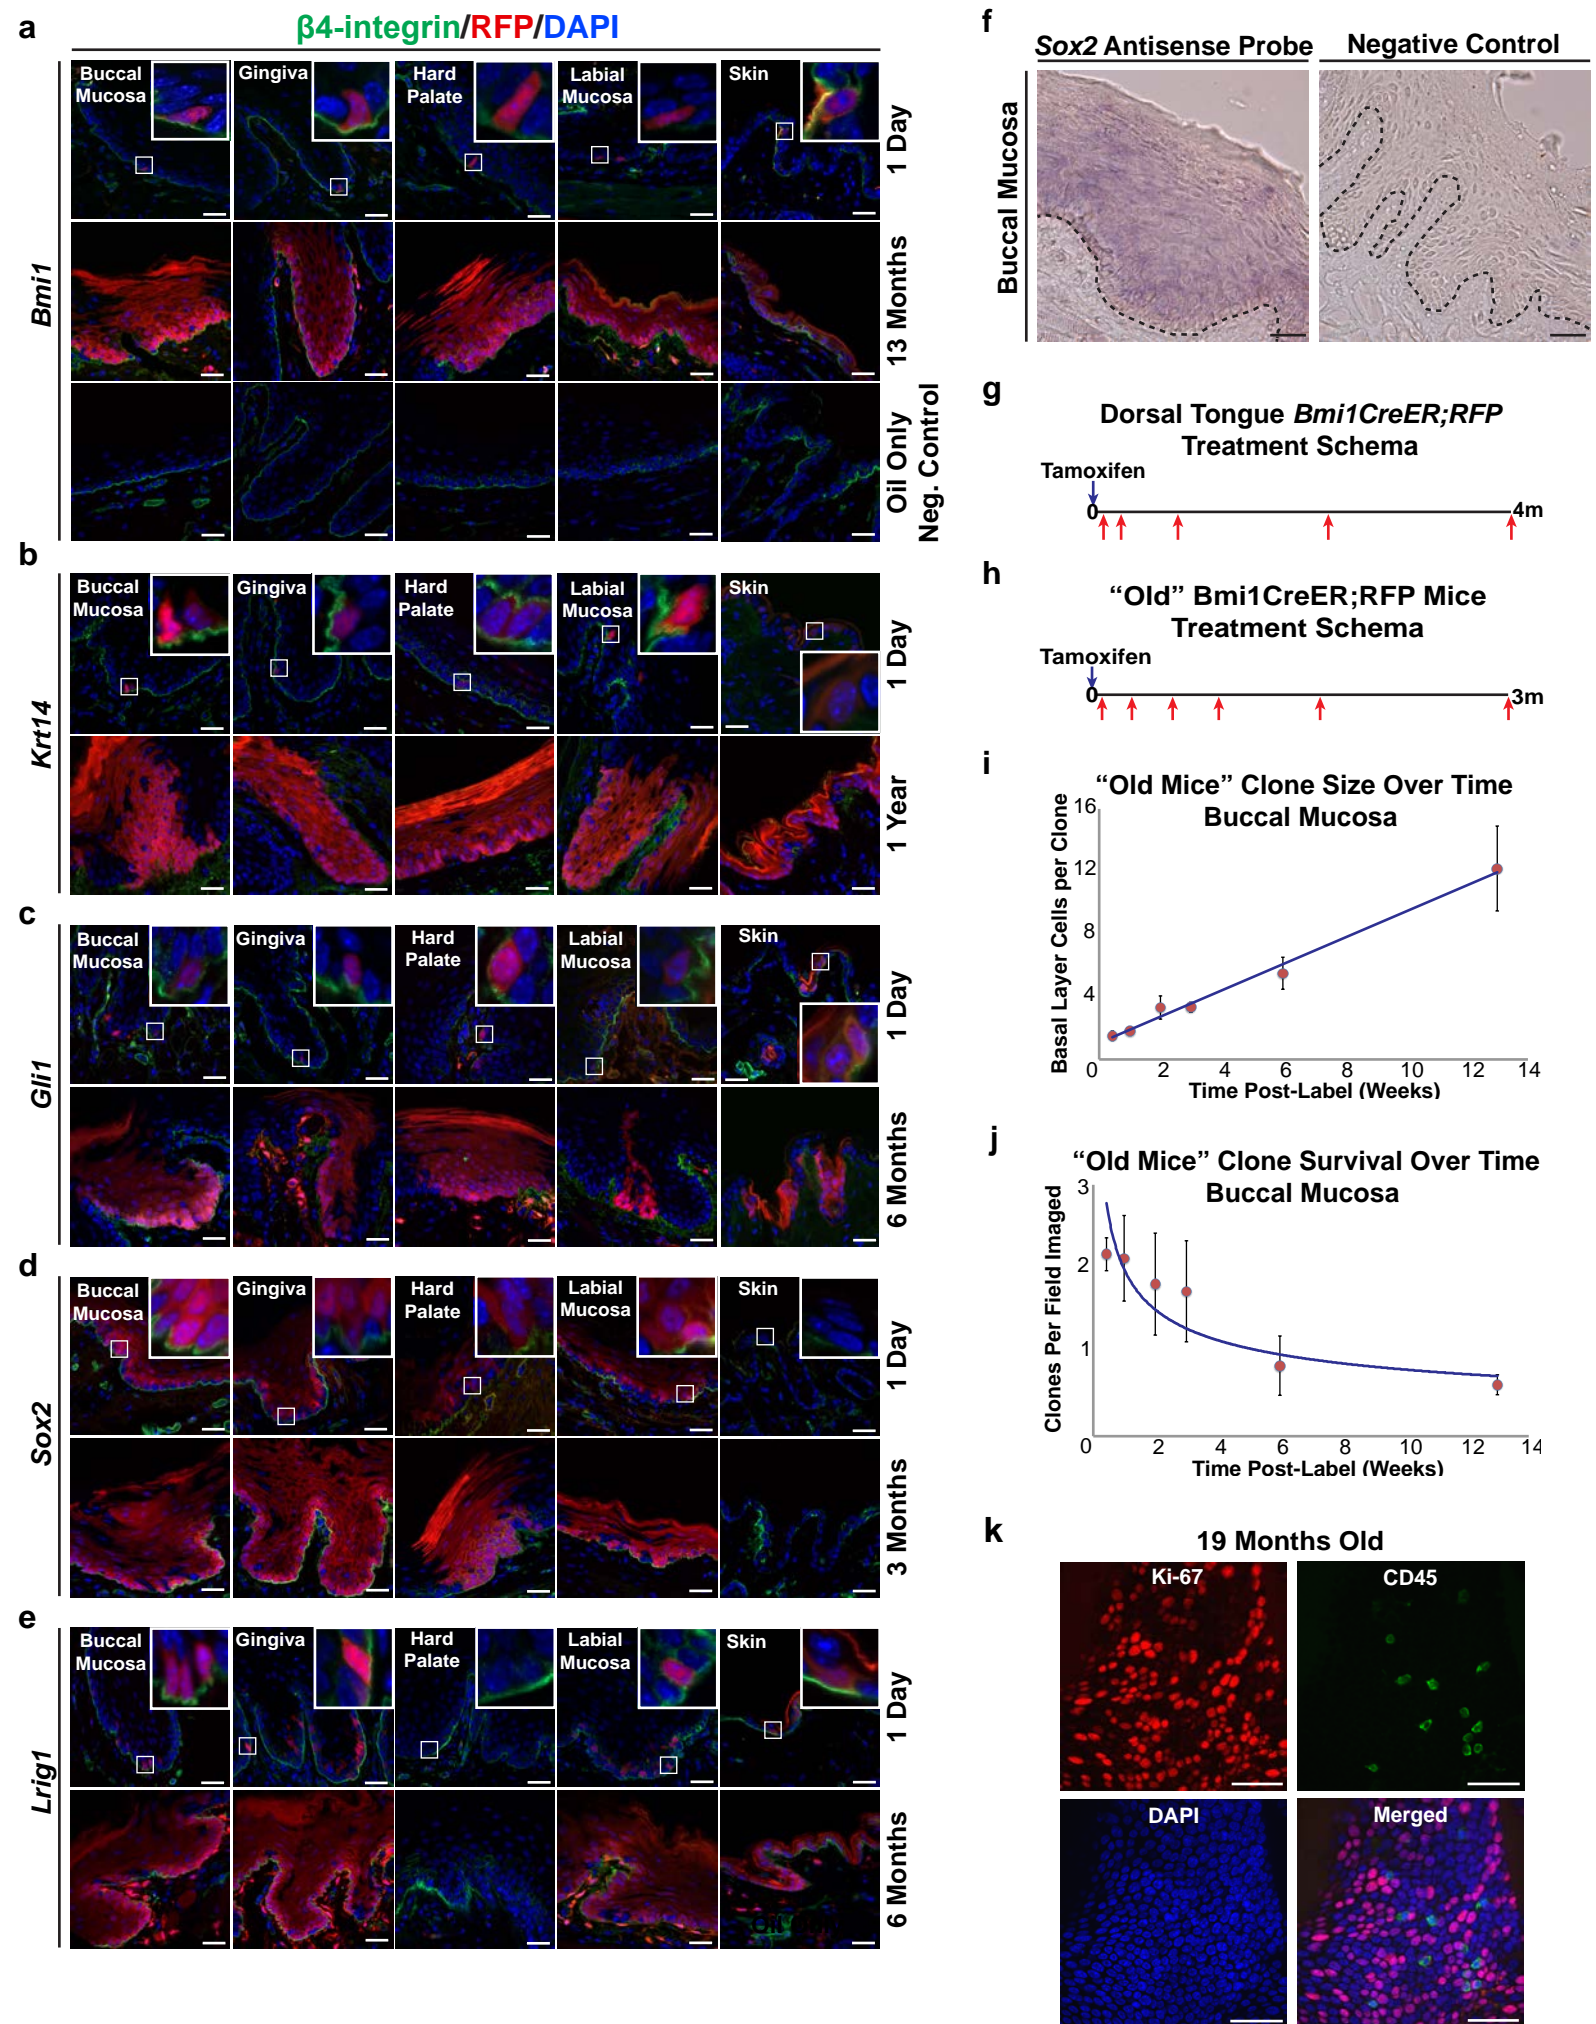 a
β4-integrin/RFP/DAPI
Buccal
Mucosa
Gingiva
Hard
Palate
Labial
Mucosa
Skin
1 Day
Bmi1
13 Months
Oil Only
Neg. Control
b
Buccal
Mucosa
Gingiva
Hard
Palate
Labial
Mucosa
Skin
1 Day
Krt14
1 Year
c
Buccal
Mucosa
Gingiva
Hard
Palate
Labial
Mucosa
Skin
1 Day
Gli1
6 Months
d
Buccal
Mucosa
Gingiva
Hard
Palate
Labial
Mucosa
Skin
1 Day
Sox2
3 Months
e
Buccal
Mucosa
Gingiva
Hard
Palate
Labial
Mucosa
Skin
1 Day
Lrig1
6 Months
f
Sox2 Antisense Probe
Negative Control
Buccal Mucosa
g
Dorsal Tongue Bmi1CreER;RFP
Treatment Schema
Tamoxifen
0
4m
h
“Old” Bmi1CreER;RFP Mice
Treatment Schema
Tamoxifen
0
3m
i
“Old Mice” Clone Size Over Time
Buccal Mucosa
Basal Layer Cells per Clone
16
12
8
4
0 2 4 6 8 10 12 14
Time Post-Label (Weeks)
j
“Old Mice” Clone Survival Over Time
Buccal Mucosa
Clones Per Field Imaged
3
2
1
0 2 4 6 8 10 12 14
Time Post-Label (Weeks)
k
19 Months Old
Ki-67
CD45
DAPI
Merged